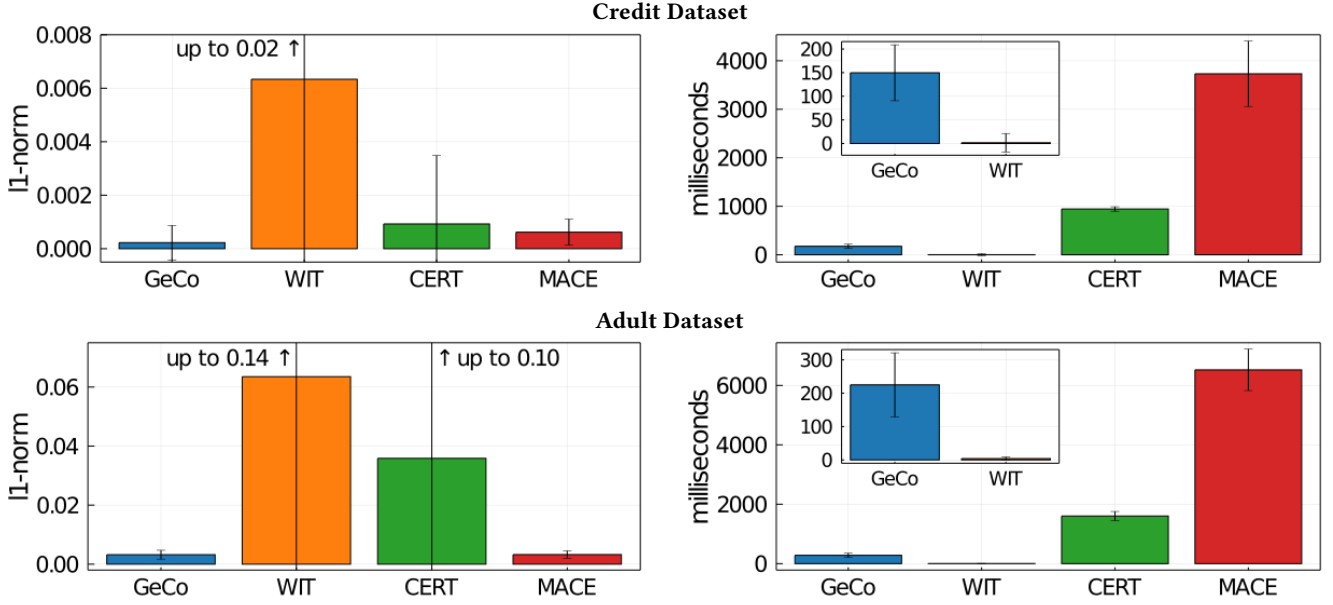 Credit Dataset
l1-norm
0.008
0.006
0.004
0.002
0.000
up to 0.02 ↑
GeCo WIT CERT MACE
milliseconds
4000
3000
2000
1000
0
200
150
100
50
0
GeCo WIT
GeCo WIT CERT MACE
Adult Dataset
l1-norm
0.06
0.04
0.02
0.00
up to 0.14 ↑ ↑ up to 0.10
GeCo WIT CERT MACE
milliseconds
6000
4000
2000
0
300
200
100
0
GeCo WIT
GeCo WIT CERT MACE